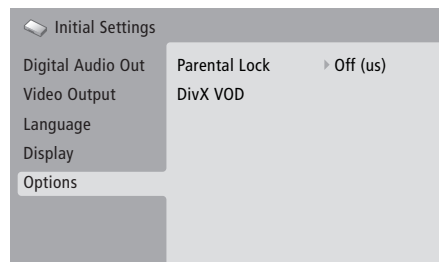 Initial Settings
Digital Audio Out
Parental Lock
Off (us)
Video Output
DivX VOD
Language
Display
Options